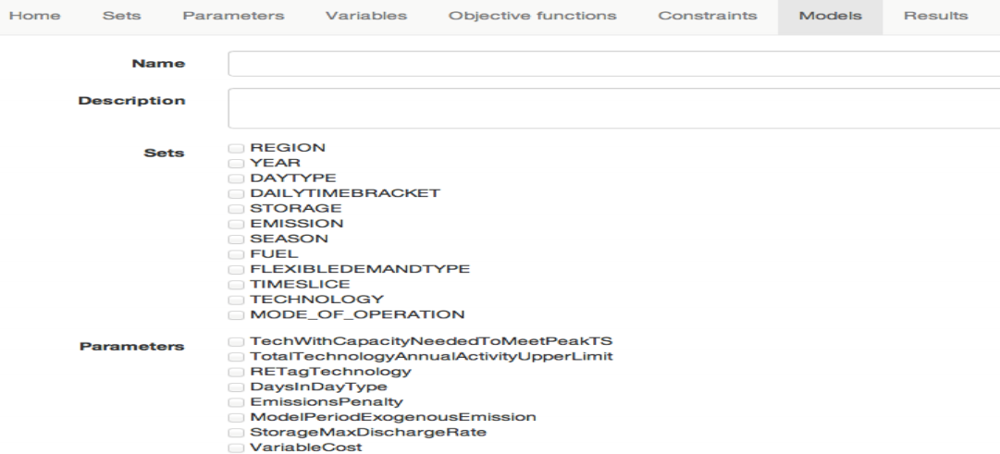 Home Sets Parameters Variables Objective functions Constraints Models Results
Name
Description
Sets
REGION
YEAR
DAYTYPE
DAILYTIMEBRACKET
STORAGE
EMISSION
SEASON
FUEL
FLEXIBLEDEMANDTYPE
TIMESLICE
TECHNOLOGY
MODE_OF_OPERATION
Parameters
TechWithCapacityNeededToMeetPeakTS
TotalTechnologyAnnualActivityUpperLimit
RETagTechnology
DaysInDayType
EmissionsPenalty
ModelPeriodExogenousEmission
StorageMaxDischargeRate
VariableCost